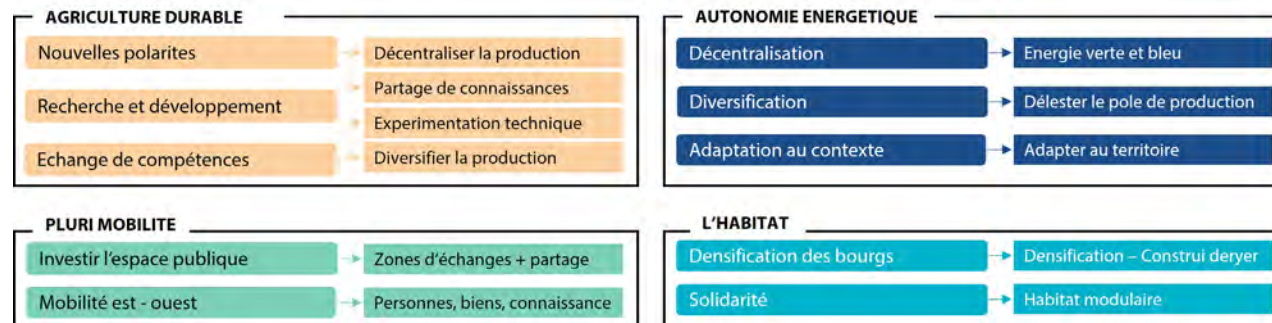 AGRICULTURE DURABLE
Nouvelles polarites
Décentraliser la production
Partage de connaissances
Recherche et développement
Experimentation technique
Echange de compétences
Diversifier la production
AUTONOMIE ENERGETIQUE
Décentralisation
Energie verte et bleu
Diversification
Délester le pole de production
Adaptation au contexte
Adapter au territoire
PLURI MOBILITE
Investir l'espace publique
Zones d'échanges + partage
Mobilité est - ouest
Personnes, biens, connaissance
L'HABITAT
Densification des bourgs
Densification – Construi deryer
Solidarité
Habitat modulaire